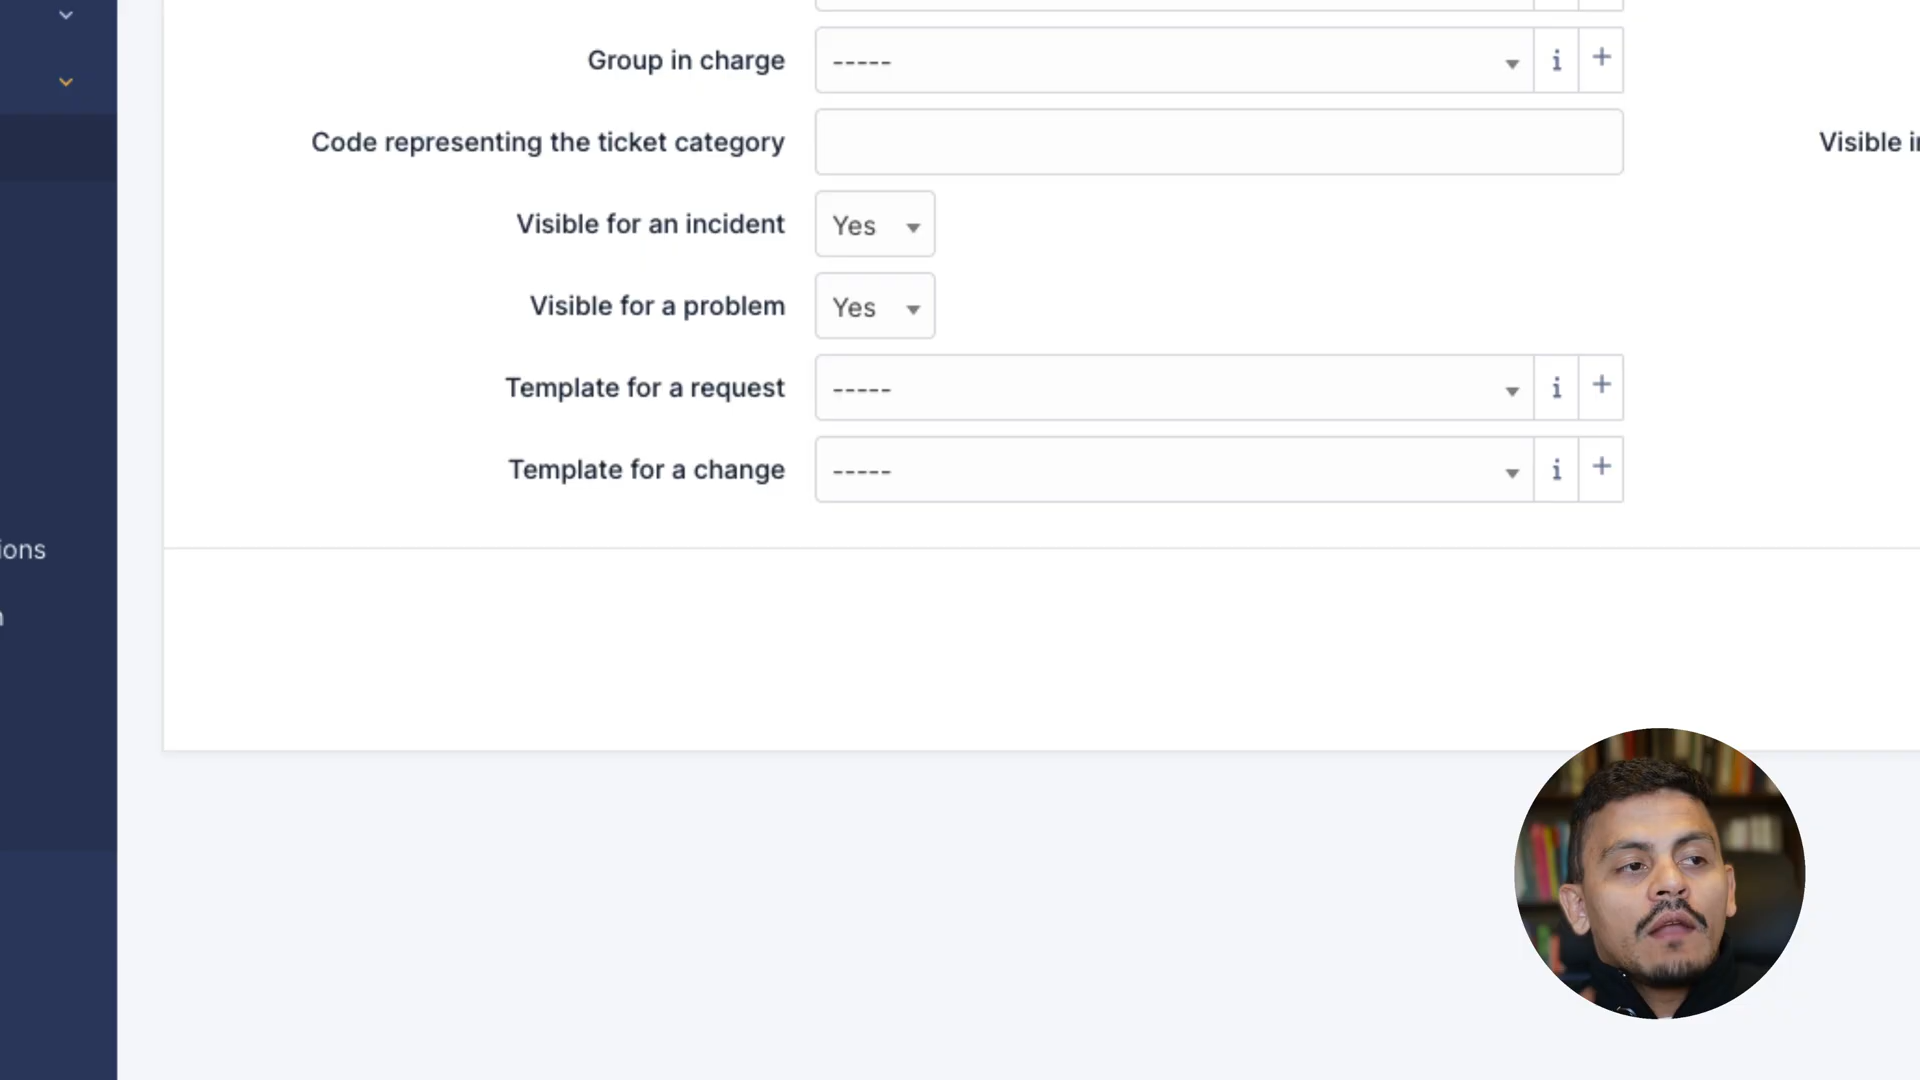 Group in charge
-----
i
+
Code representing the ticket category
Visible
Visible for an incident
Yes
Visible for a problem
Yes
Template for a request
-----
i
+
Template for a change
-----
i
+
ions